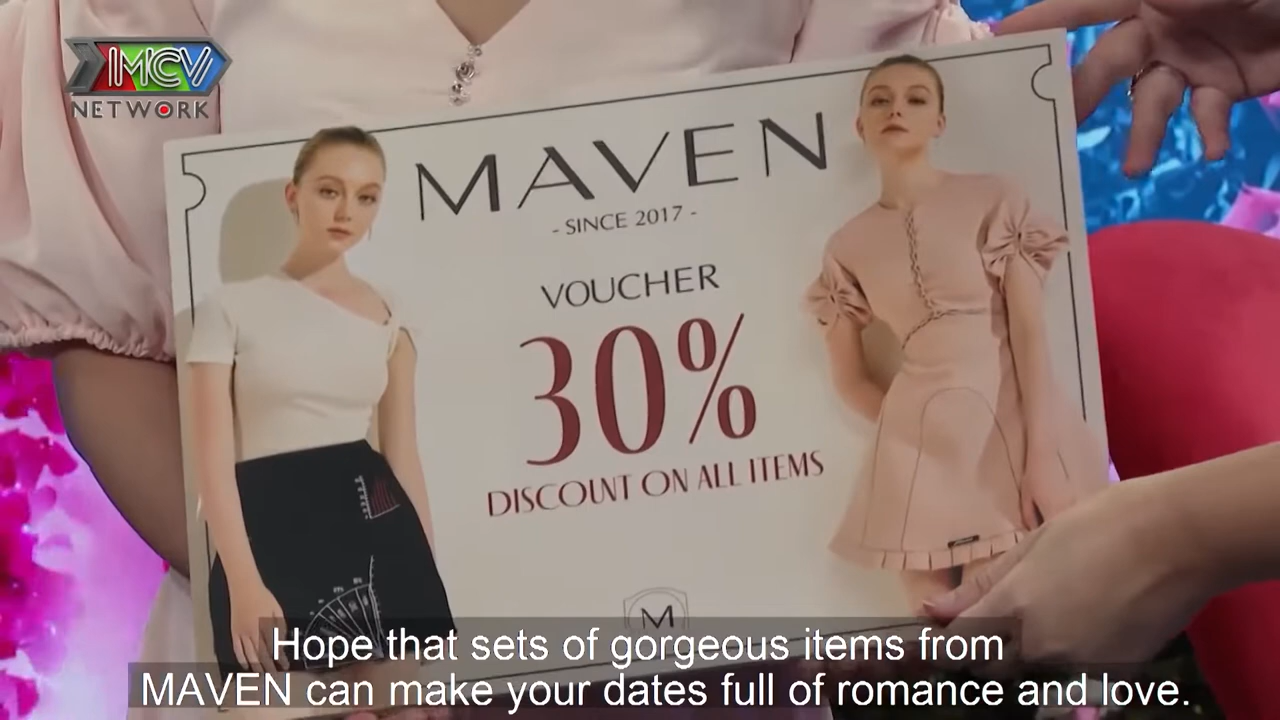 MCV
NETWORK
MAVEN
- SINCE 2017 -
VOUCHER
30%
DISCOUNT ON ALL ITEMS
M
Hope that sets of gorgeous items from
MAVEN can make your dates full of romance and love.